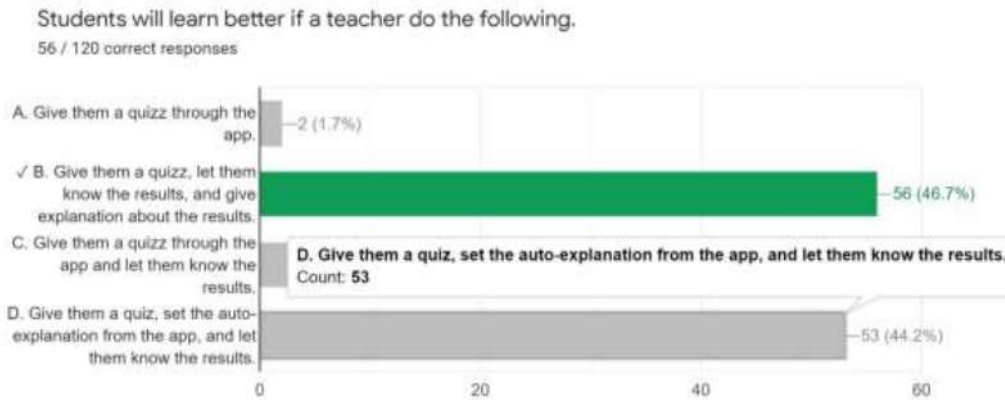 Students will learn better if a teacher do the following.
56 / 120 correct responses
A. Give them a quizz through the
app.
2 (1.7%)
✓ B. Give them a quizz, let them
know the results, and give
explanation about the results.
56 (46.7%)
C. Give them a quizz through the
app and let them know the
results.
D. Give them a quiz, set the auto-explanation from the app, and let them know the results.
Count: 53
D. Give them a quiz, set the auto-
explanation from the app, and let
them know the results.
53 (44.2%)
0 20 40 60